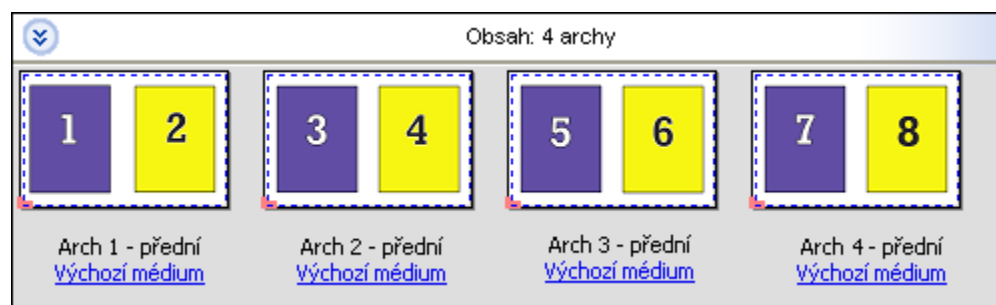 Obsah: 4 archy
1 2 3 4 5 6 7 8
Arch 1 - přední Arch 2 - přední Arch 3 - přední Arch 4 - přední
Výchozí médium Výchozí médium Výchozí médium Výchozí médium